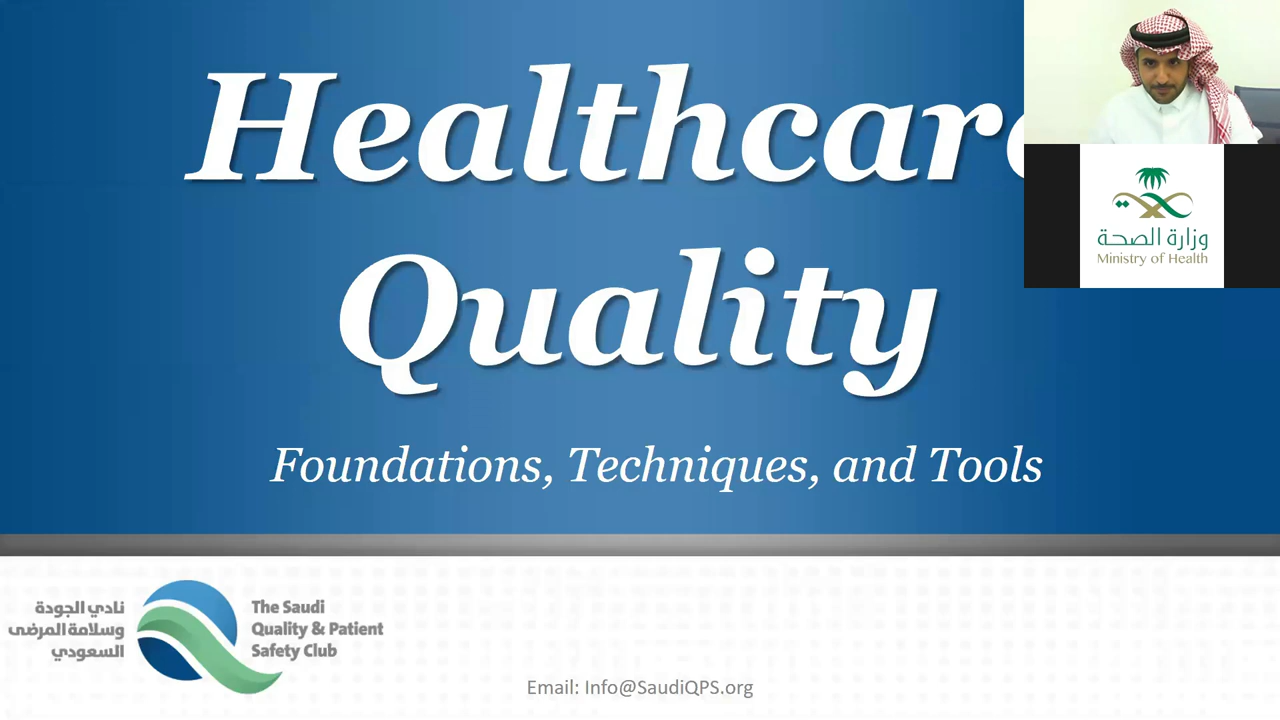 Healthcare
Quality
Foundations, Techniques, and Tools
وزارة الصحة
Ministry of Health
نادي الجودة
وسلامة المرضى
السعودي
The Saudi
Quality & Patient
Safety Club
Email: Info@SaudiQPS.org